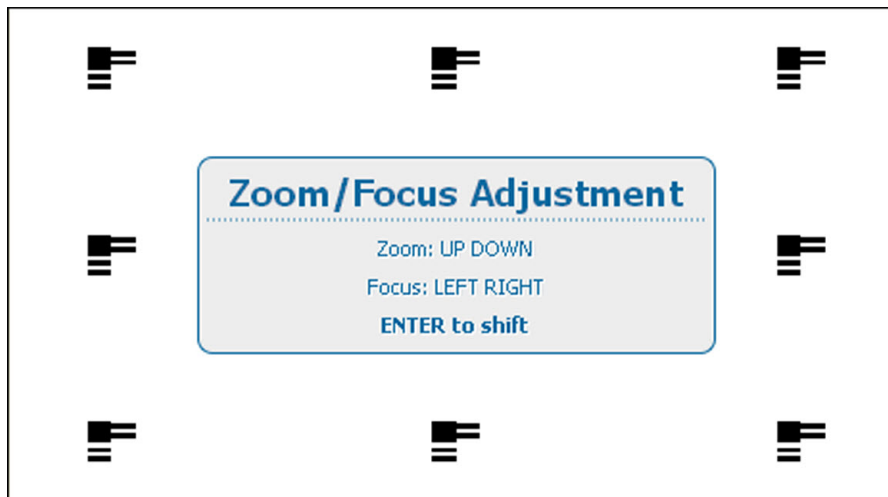 Zoom/Focus Adjustment
Zoom: UP DOWN
Focus: LEFT RIGHT
ENTER to shift